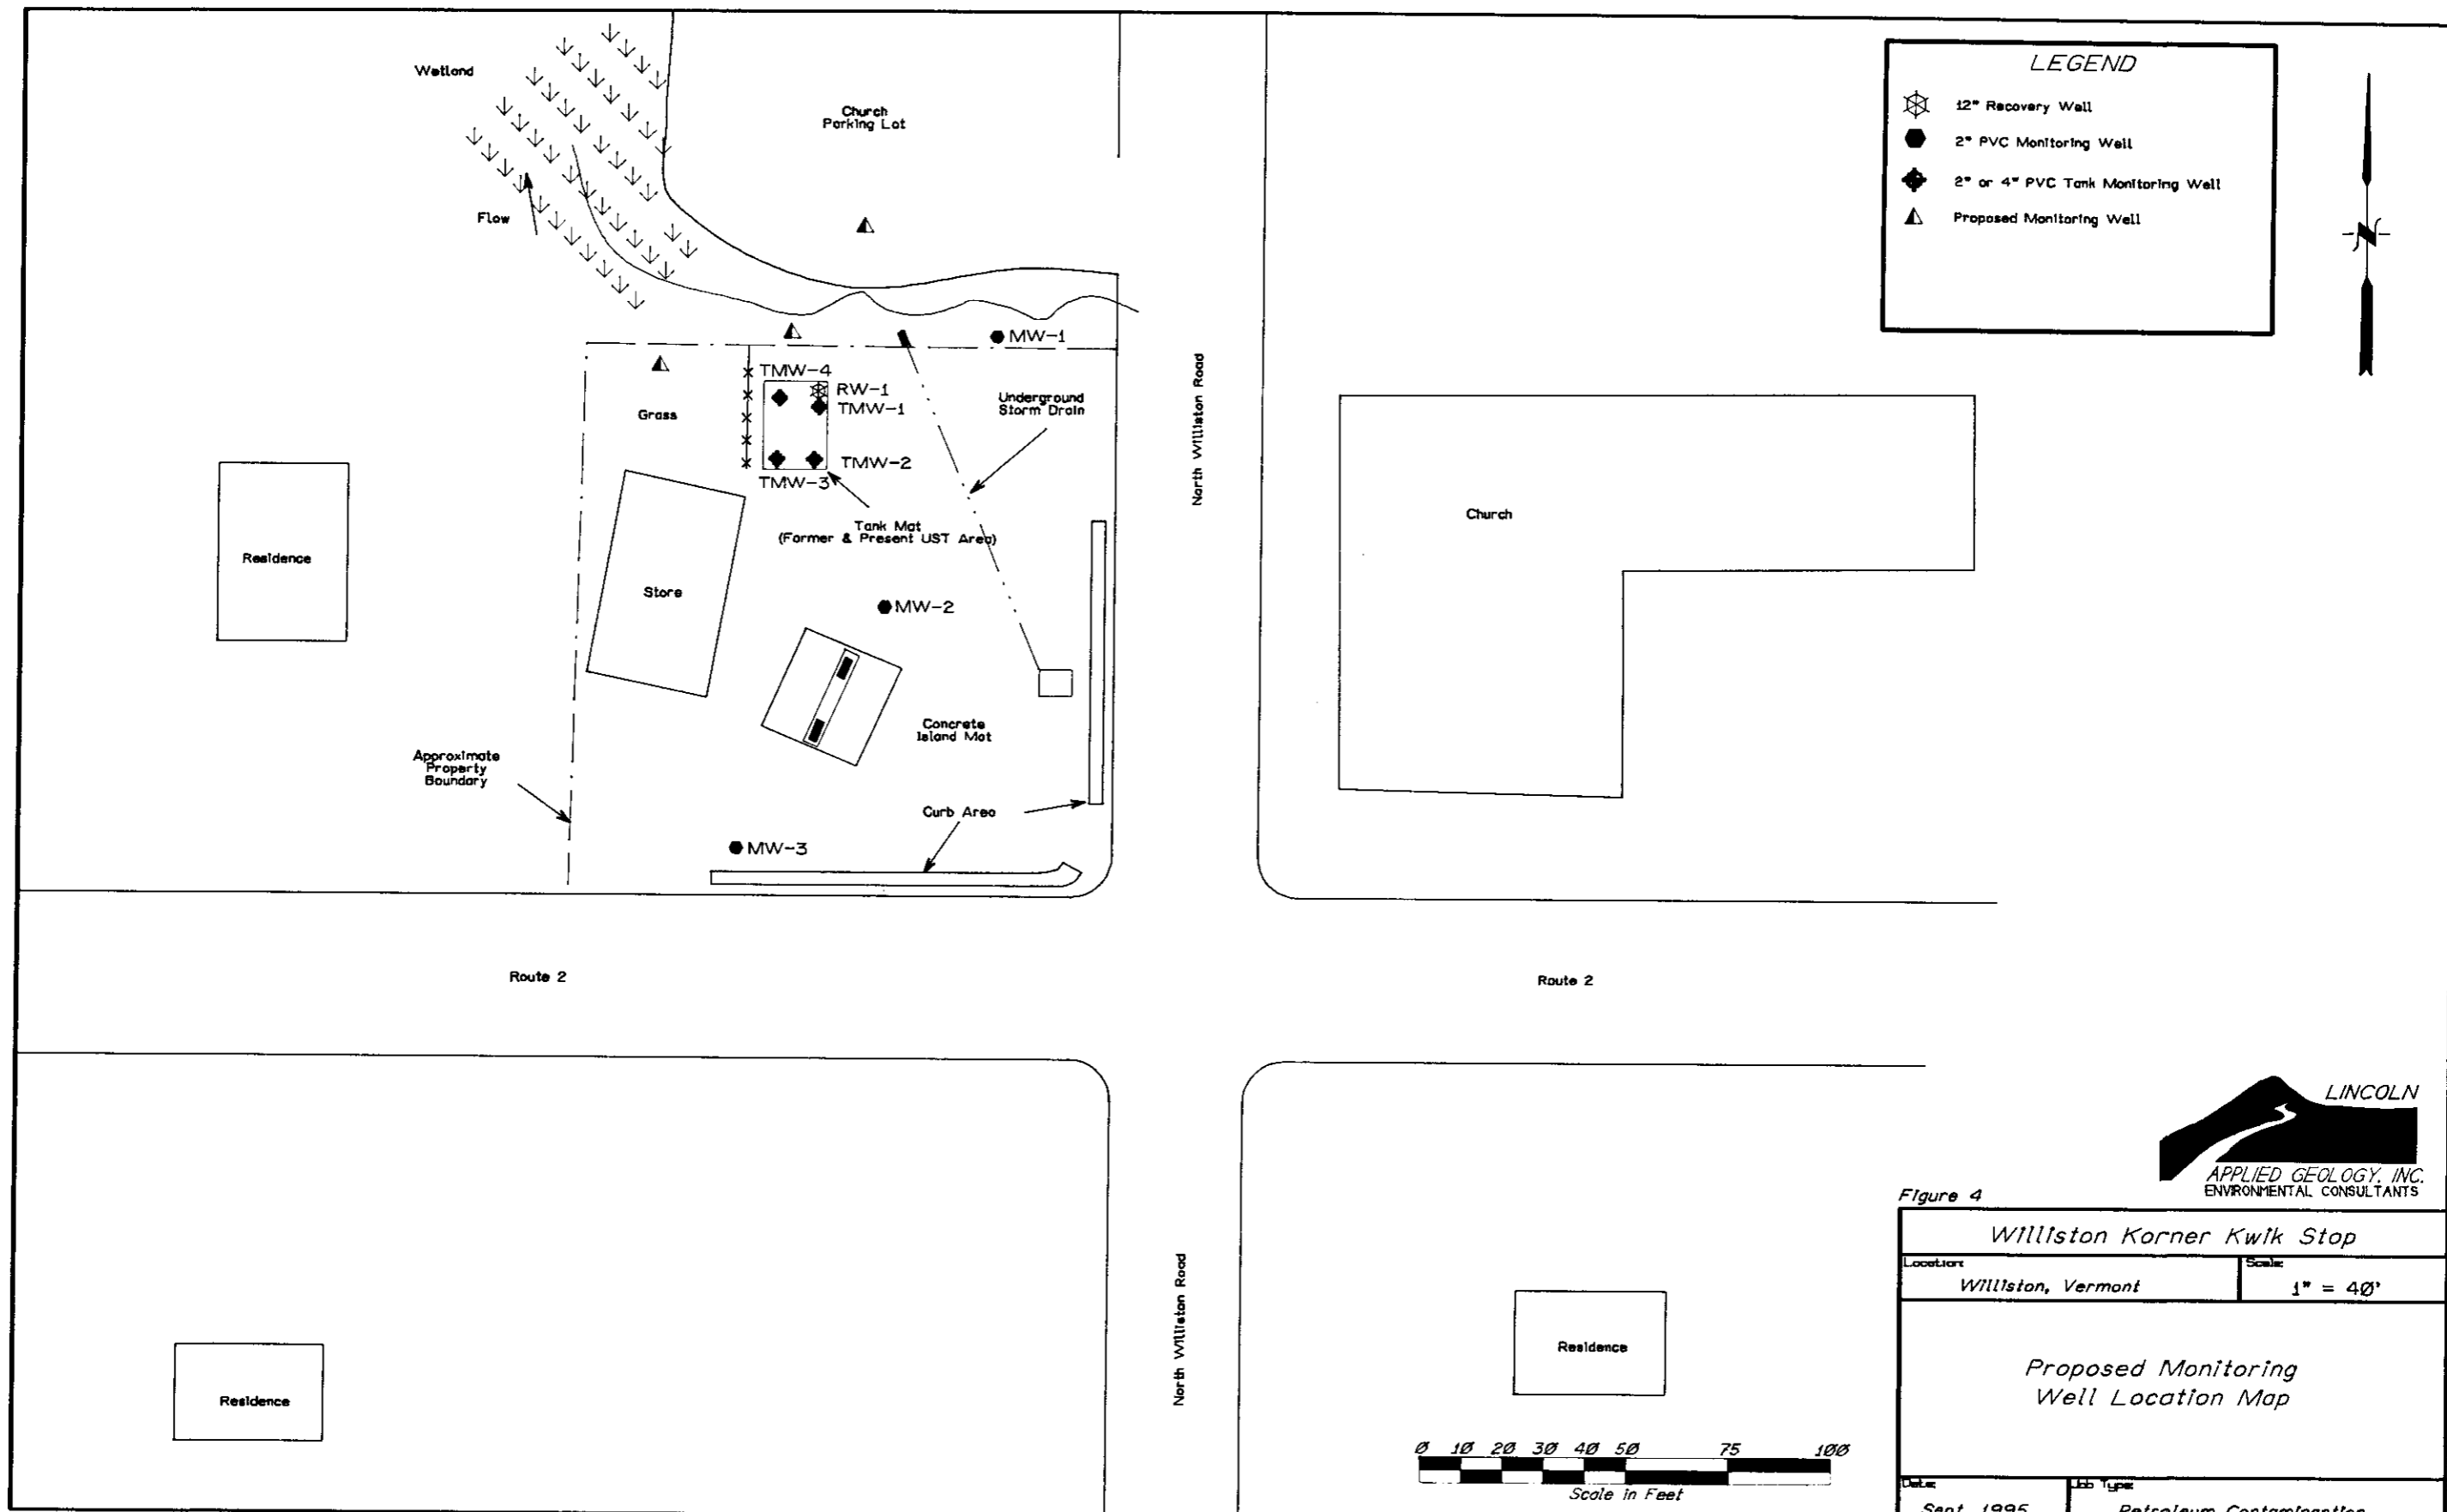 Wetland
Church
Parking Lot
Flow
LEGEND
12" Recovery Well
2" PVC Monitoring Well
2" or 4" PVC Tank Monitoring Well
Proposed Monitoring Well
N
MW-1
TMW-4
RW-1
TMW-1
Grass
Underground
Storm Drain
TMW-2
TMW-3
Tank Mat
(Former & Present UST Area)
North Williston Road
Church
Residence
Store
MW-2
Concrete
Island Mat
Approximate
Property
Boundary
Curb Area
MW-3
Route 2
Route 2
LINCOLN
APPLIED GEOLOGY, INC.
ENVIRONMENTAL CONSULTANTS
Figure 4
Williston Korner Kwik Stop
Location:
Scale:
Williston, Vermont
1" = 40'
Proposed Monitoring
Well Location Map
North Williston Road
Residence
Residence
0 10 20 30 40 50 75 100
Scale in Feet
Date:
Job Type:
Sept. 1995
Petroleum Contamination